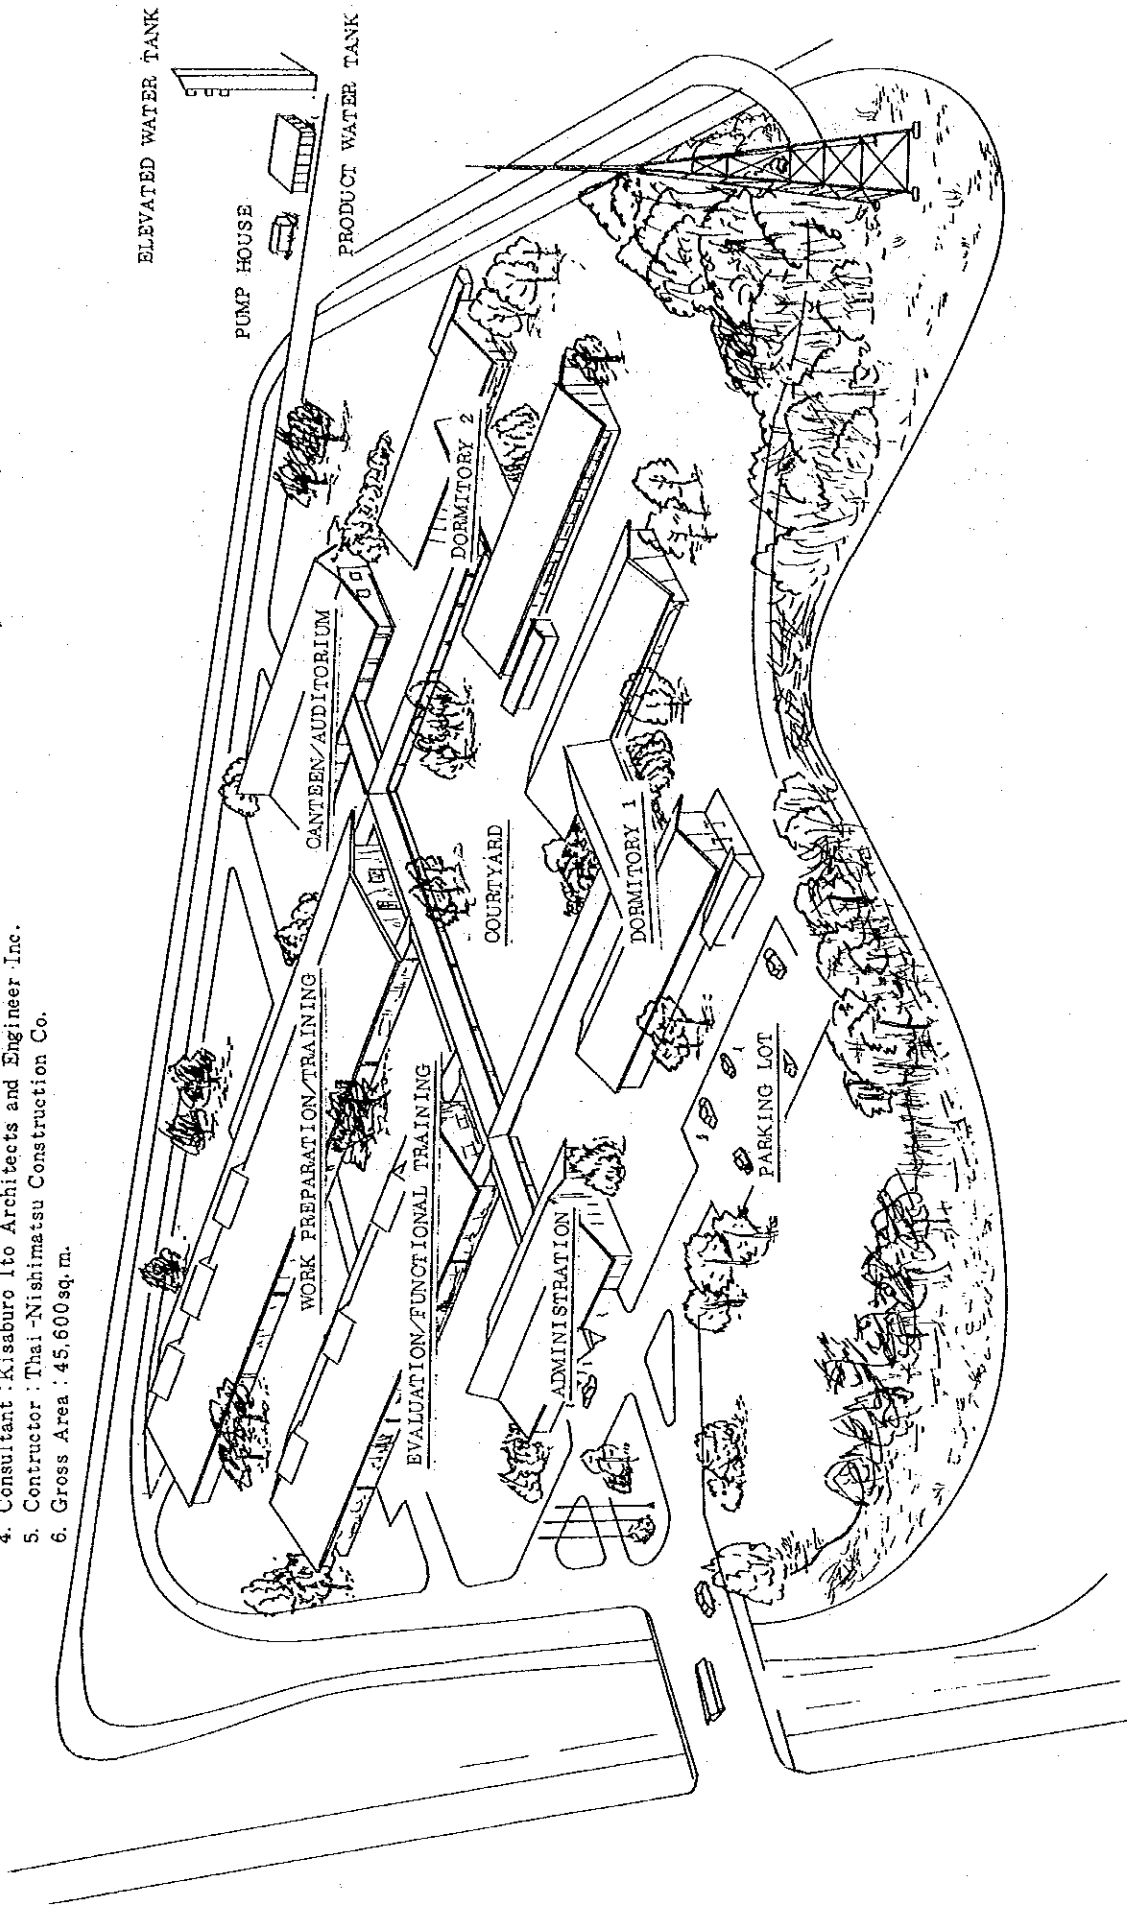 4. Consultant : Kisaburo Ito Architects and Engineer Inc.
5. Contructor : Thai-Nishimatsu Construction Co.
6. Gross Area : 45,600sq. m.
ELEVATED WATER TANK
PUMP HOUSE
PRODUCT WATER TANK
CANTEEN/AUDITORIUM
DORMITORY 2
WORK PREPARATION/TRAINING
COURTYARD
EVALUATION/FUNCTIONAL TRAINING
DORMITORY 1
ADMINISTRATION
PARKING LOT